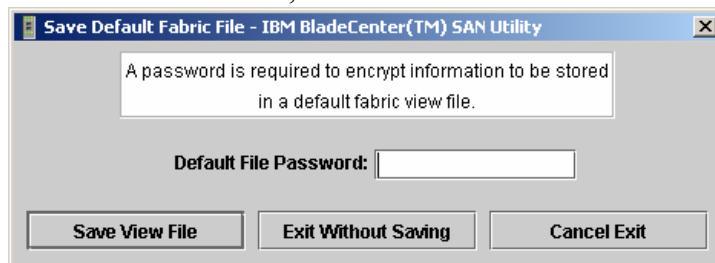 Save Default Fabric File - IBM BladeCenter(TM) SAN Utility
A password is required to encrypt information to be stored
in a default fabric view file.
Default File Password:
Save View File Exit Without Saving Cancel Exit